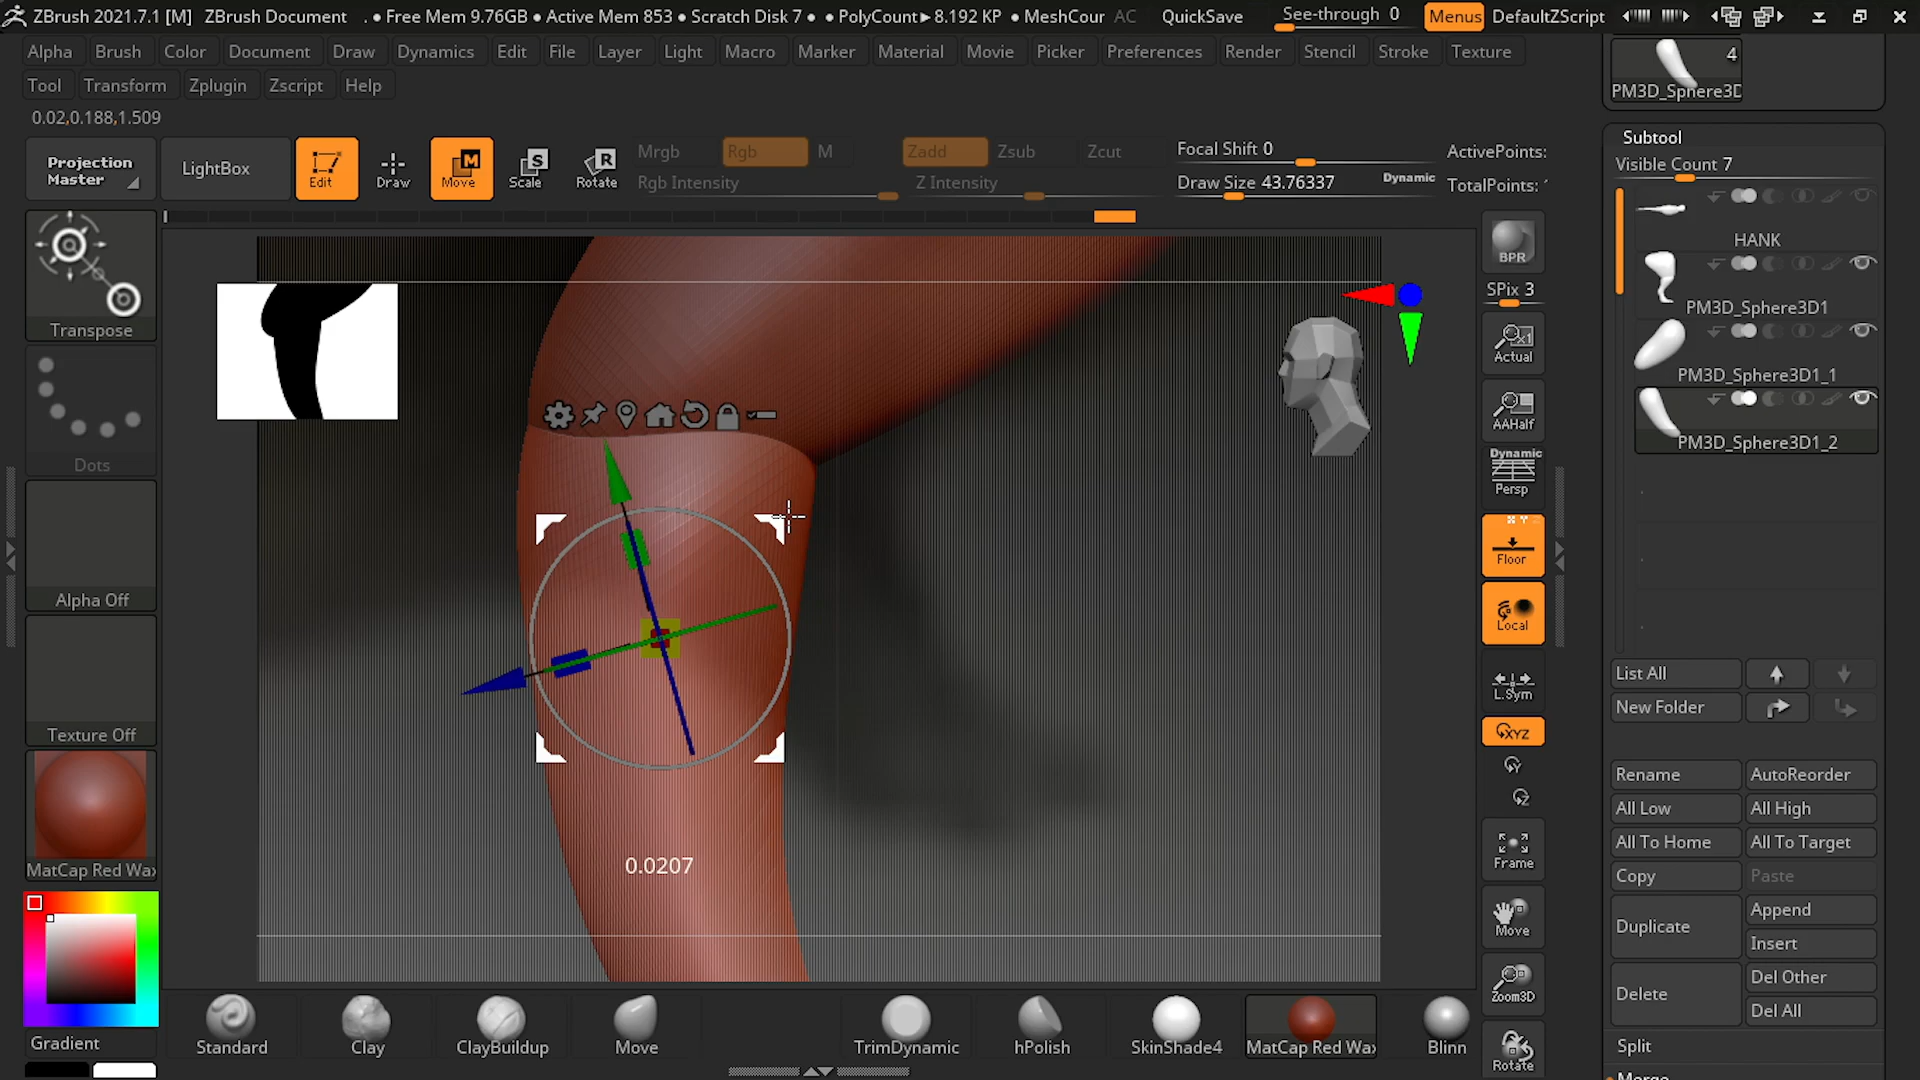 ZBrush 2021.7.1 [M] ZBrush Document . • Free Mem 9.76GB • Active Mem 853 • Scratch Disk 7 • • PolyCount▸ 8.192 KP • MeshCour AC QuickSave See-through 0 Menus DefaultZScript
Alpha Brush Color Document Draw Dynamics Edit File Layer Light Macro Marker Material Movie Picker Preferences Render Stencil Stroke Texture
Tool Transform Zplugin Zscript Help
0.02,0.188,1.509
Projection Master
LightBox
Edit
Draw
M Move
S Scale
R Rotate
Mrgb Rgb M
Rgb Intensity
Zadd Zsub Zcut
Z Intensity
Focal Shift 0
Draw Size 43.76337 Dynamic
ActivePoints:
TotalPoints:
Transpose
Dots
Alpha Off
Texture Off
MatCap Red Wax
Gradient
0.0207
BPR
SPix 3
Actual
AAHalf
Dynamic
Persp
Floor
Local
L.Sym
XYZ
Y
Z
Frame
Move
Zoom3D
Rotate
4
PM3D_Sphere3D
Subtool
Visible Count 7
HANK
PM3D_Sphere3D1
PM3D_Sphere3D1_1
PM3D_Sphere3D1_2
List All
New Folder
Rename AutoReorder
All Low All High
All To Home All To Target
Copy Paste
Duplicate Append
Insert
Delete Del Other
Del All
Split
Merge
Standard Clay ClayBuildup Move TrimDynamic hPolish SkinShade4 MatCap Red Wax Blinn